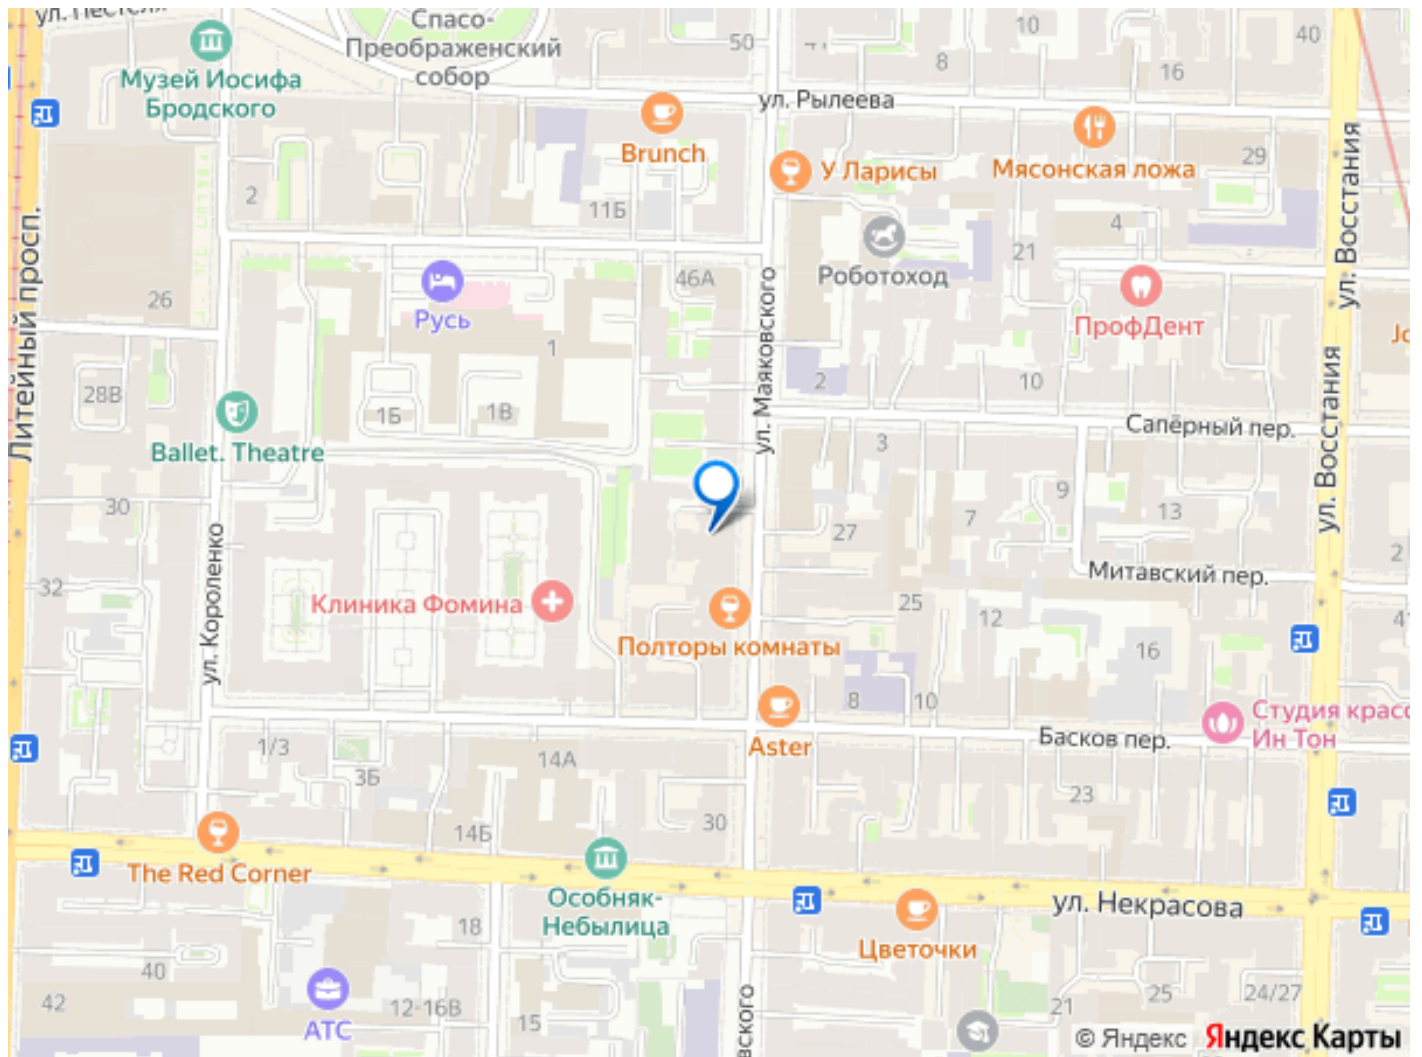 ул. Пестеля
Спасо-
Преображенский
собор
50
10
40
8
16
Музей Иосифа
Бродского
ул. Рылеева
Brunch
У Ларисы
Мясонская ложа
29
ул. Восстания
2
11Б
4
21
Роботоход
46А
Русь
ПрофДент
26
Литейный просп.
ул. Маяковского
1
2
10
28В
1Б
1В
Сапёрный пер.
ул. Восстания
Ballet. Theatre
3
9
30
7
13
27
2
Митавский пер.
32
ул. Короленко
Клиника Фомина
25
12
Полторы комнаты
16
8
10
Студия красо
Ин Тон
Aster
Басков пер.
1/3
3Б
14А
23
14Б
30
The Red Corner
Особняк-
Небылица
ул. Некрасова
Цветочки
18
40
42
АТС
12-16В
15
21
25
24/27
вского
© Яндекс Яндекс Карты